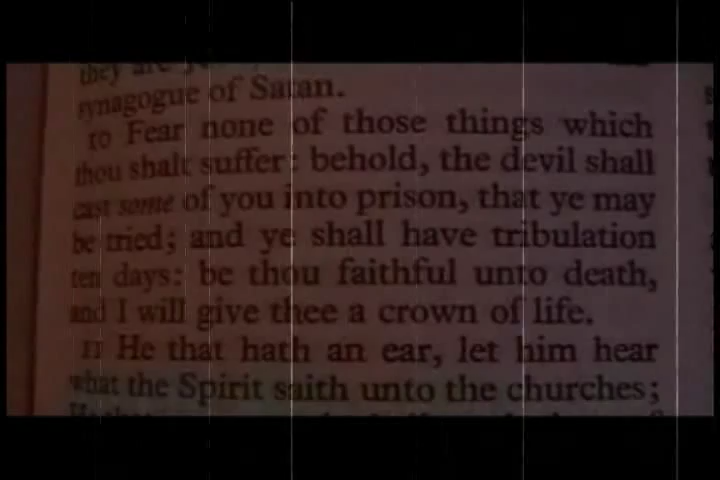 they are
synagogue of Satan.
10 Fear none of those things which
thou shalt suffer: behold, the devil shall
cast some of you into prison, that ye may
be tried; and ye shall have tribulation
ten days: be thou faithful unto death,
and I will give thee a crown of life.
11 He that hath an ear, let him hear
what the Spirit saith unto the churches;